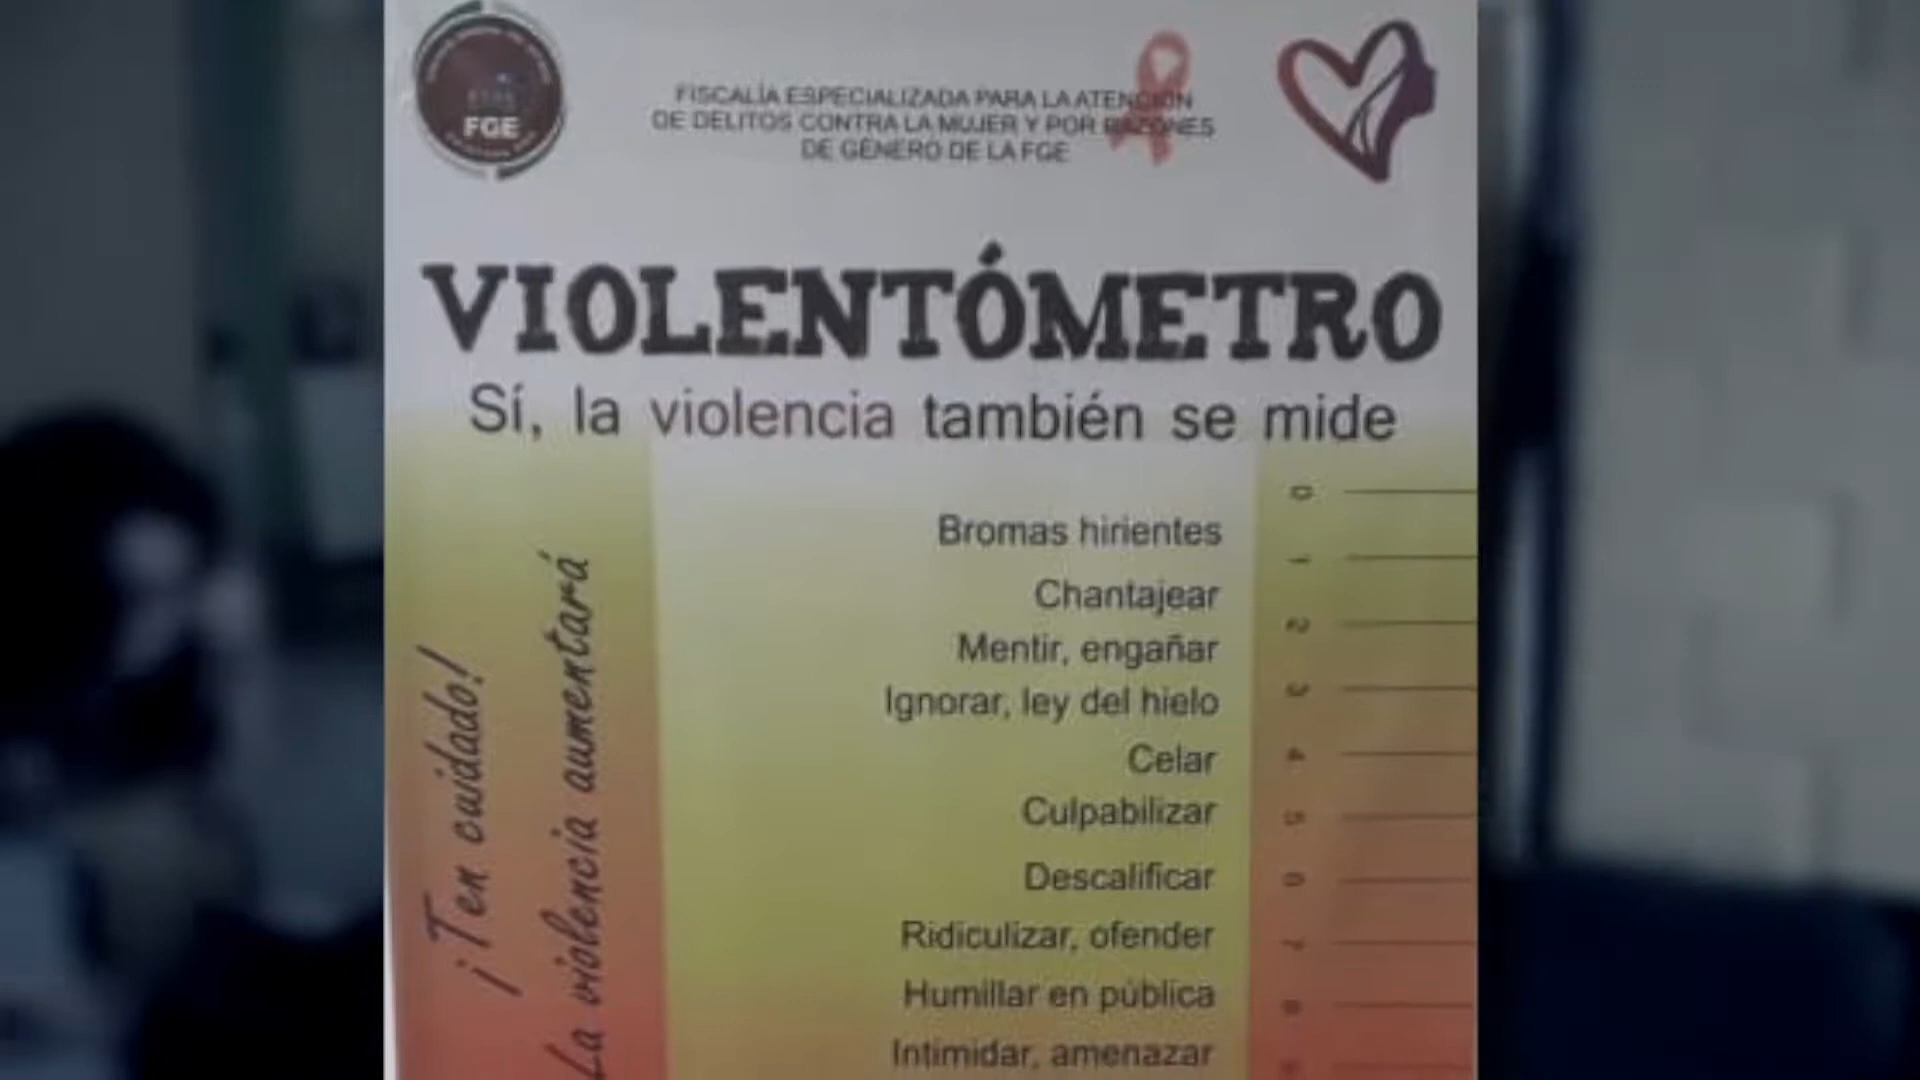 FGE
FISCALÍA ESPECIALIZADA PARA LA ATENCIÓN
DE DELITOS CONTRA LA MUJER Y POR RAZONES
DE GÉNERO DE LA FGE
VIOLENTÓMETRO
Sí, la violencia también se mide
¡Ten cuidado!
La violencia aumentará
Bromas hirientes
Chantajear
Mentir, engañar
Ignorar, ley del hielo
Celar
Culpabilizar
Descalificar
Ridiculizar, ofender
Humillar en pública
Intimidar, amenazar
0
1
2
3
4
5
6
7
8